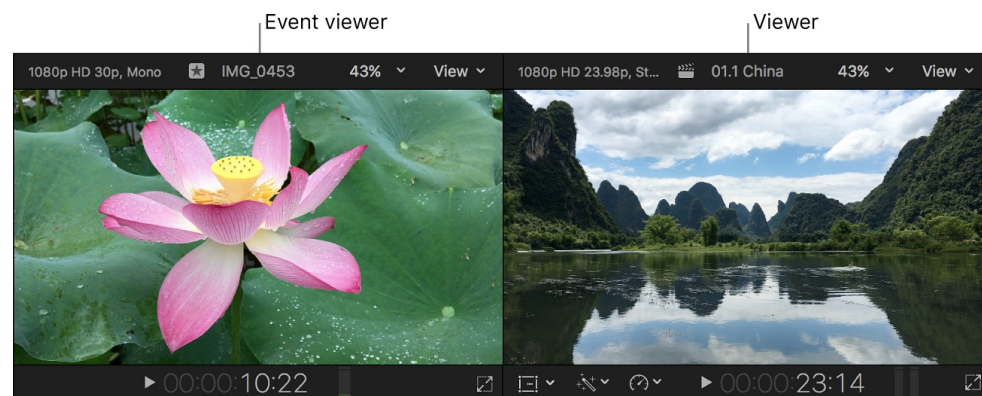 Event viewer
Viewer
1080p HD 30p, Mono IMG_0453 43% View
1080p HD 23.98p, St... 01.1 China 43% View
00:00:10:22
00:00:23:14